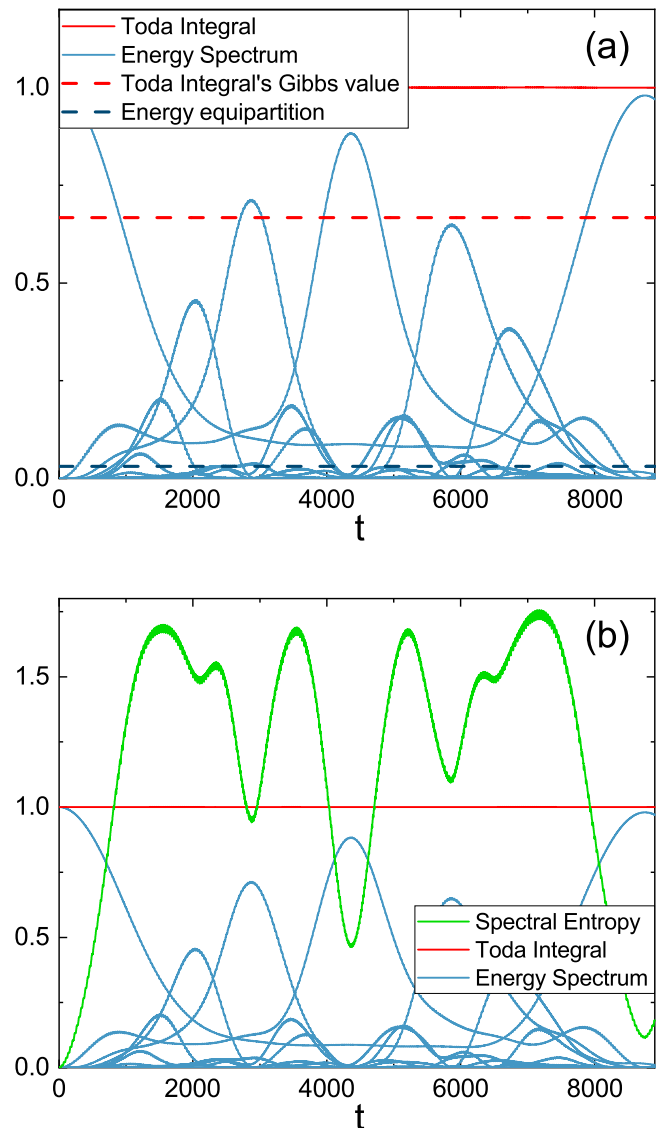 Toda Integral
Energy Spectrum
Toda Integral's Gibbs value
Energy equipartition
(a)
1.0
0.5
0.0
0 2000 4000 6000 8000
t
(b)
1.5
1.0
0.5
0.0
Spectral Entropy
Toda Integral
Energy Spectrum
0 2000 4000 6000 8000
t